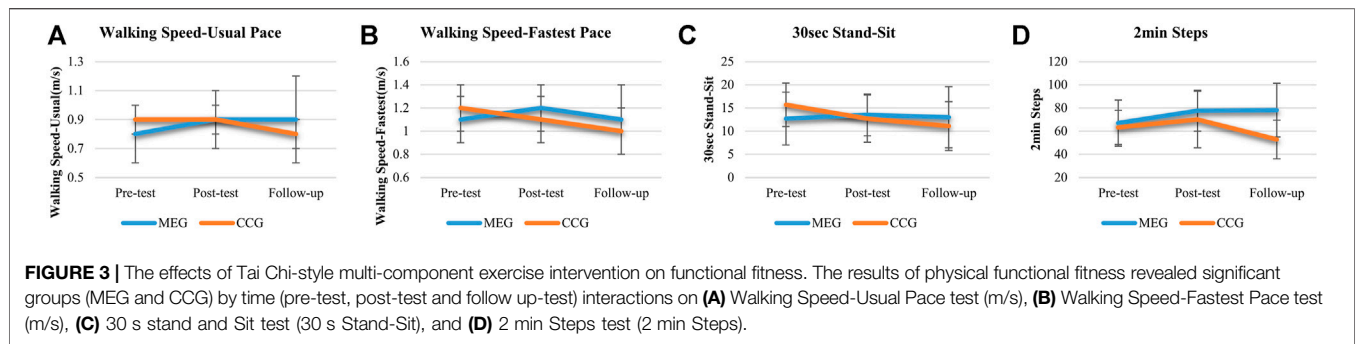 A Walking Speed-Usual Pace
Walking Speed-Usual(m/s)
1.3
1.1
0.9
0.7
0.5
Pre-test Post-test Follow-up
MEG CCG
B Walking Speed-Fastest Pace
Walking Speed-Fastest(m/s)
1.6
1.4
1.2
1
0.8
0.6
Pre-test Post-test Follow-up
MEG CCG
C 30sec Stand-Sit
30sec Stand-Sit
25
20
15
10
5
0
Pre-test Post-test Follow-up
MEG CCG
D 2min Steps
2min Steps
120
100
80
60
40
20
Pre-test Post-test Follow-up
MEG CCG
FIGURE 3 | The effects of Tai Chi-style multi-component exercise intervention on functional fitness. The results of physical functional fitness revealed significant
groups (MEG and CCG) by time (pre-test, post-test and follow up-test) interactions on (A) Walking Speed-Usual Pace test (m/s), (B) Walking Speed-Fastest Pace test
(m/s), (C) 30 s stand and Sit test (30 s Stand-Sit), and (D) 2 min Steps test (2 min Steps).